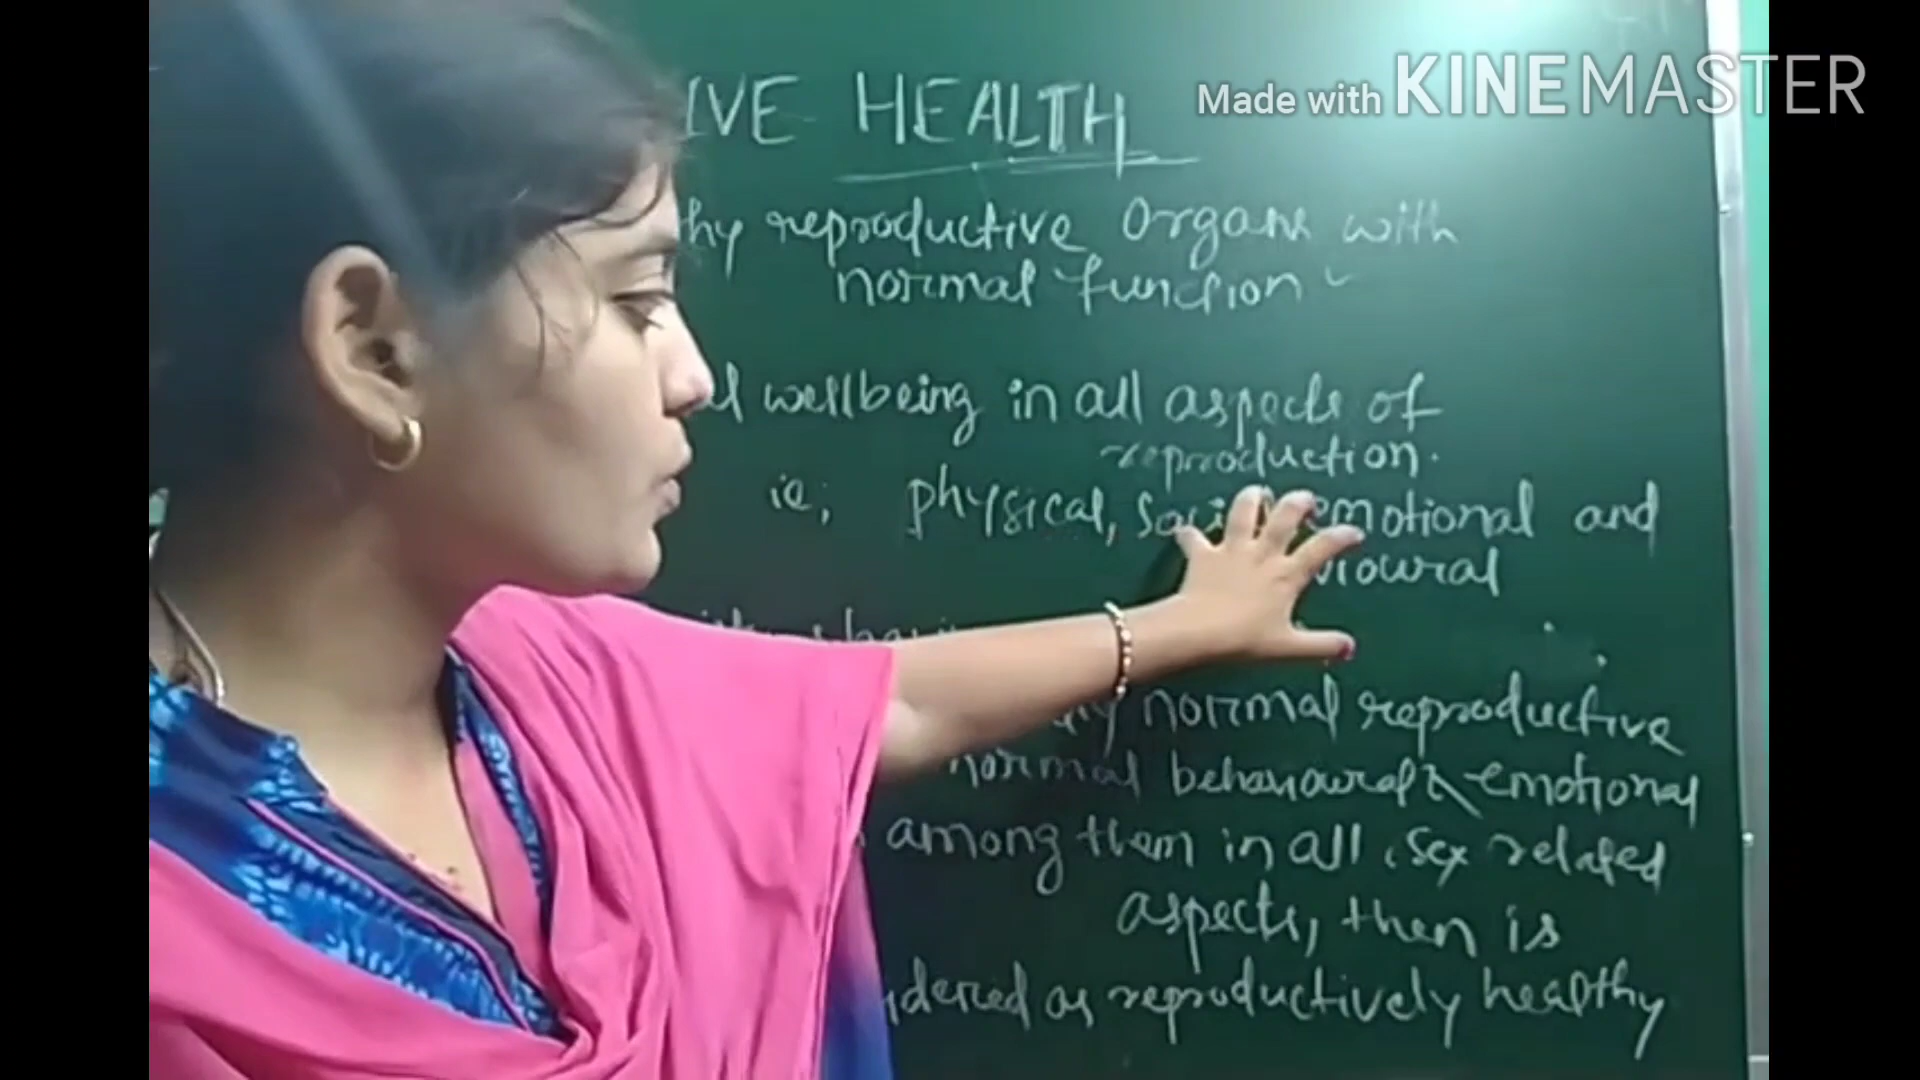 Made with KINEMASTER
IVE HEALTH
hy reproductive Organs with
normal function
wellbeing in all aspects of
reproduction.
ie; physical, emotional and
vioural
normal reproductive
normal behavioural & emotional
among them in all sex related
aspects, then is
dered as reproductively healthy